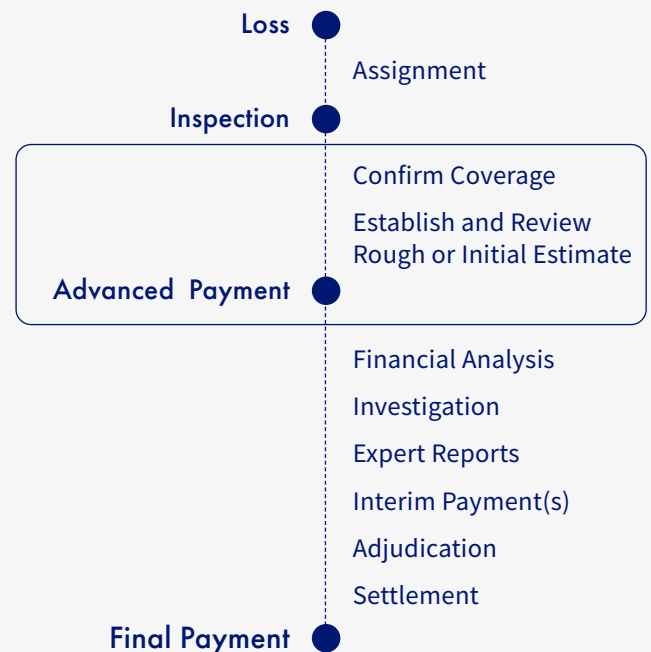 Loss
Assignment
Inspection
Confirm Coverage
Establish and Review
Rough or Initial Estimate
Advanced Payment
Financial Analysis
Investigation
Expert Reports
Interim Payment(s)
Adjudication
Settlement
Final Payment